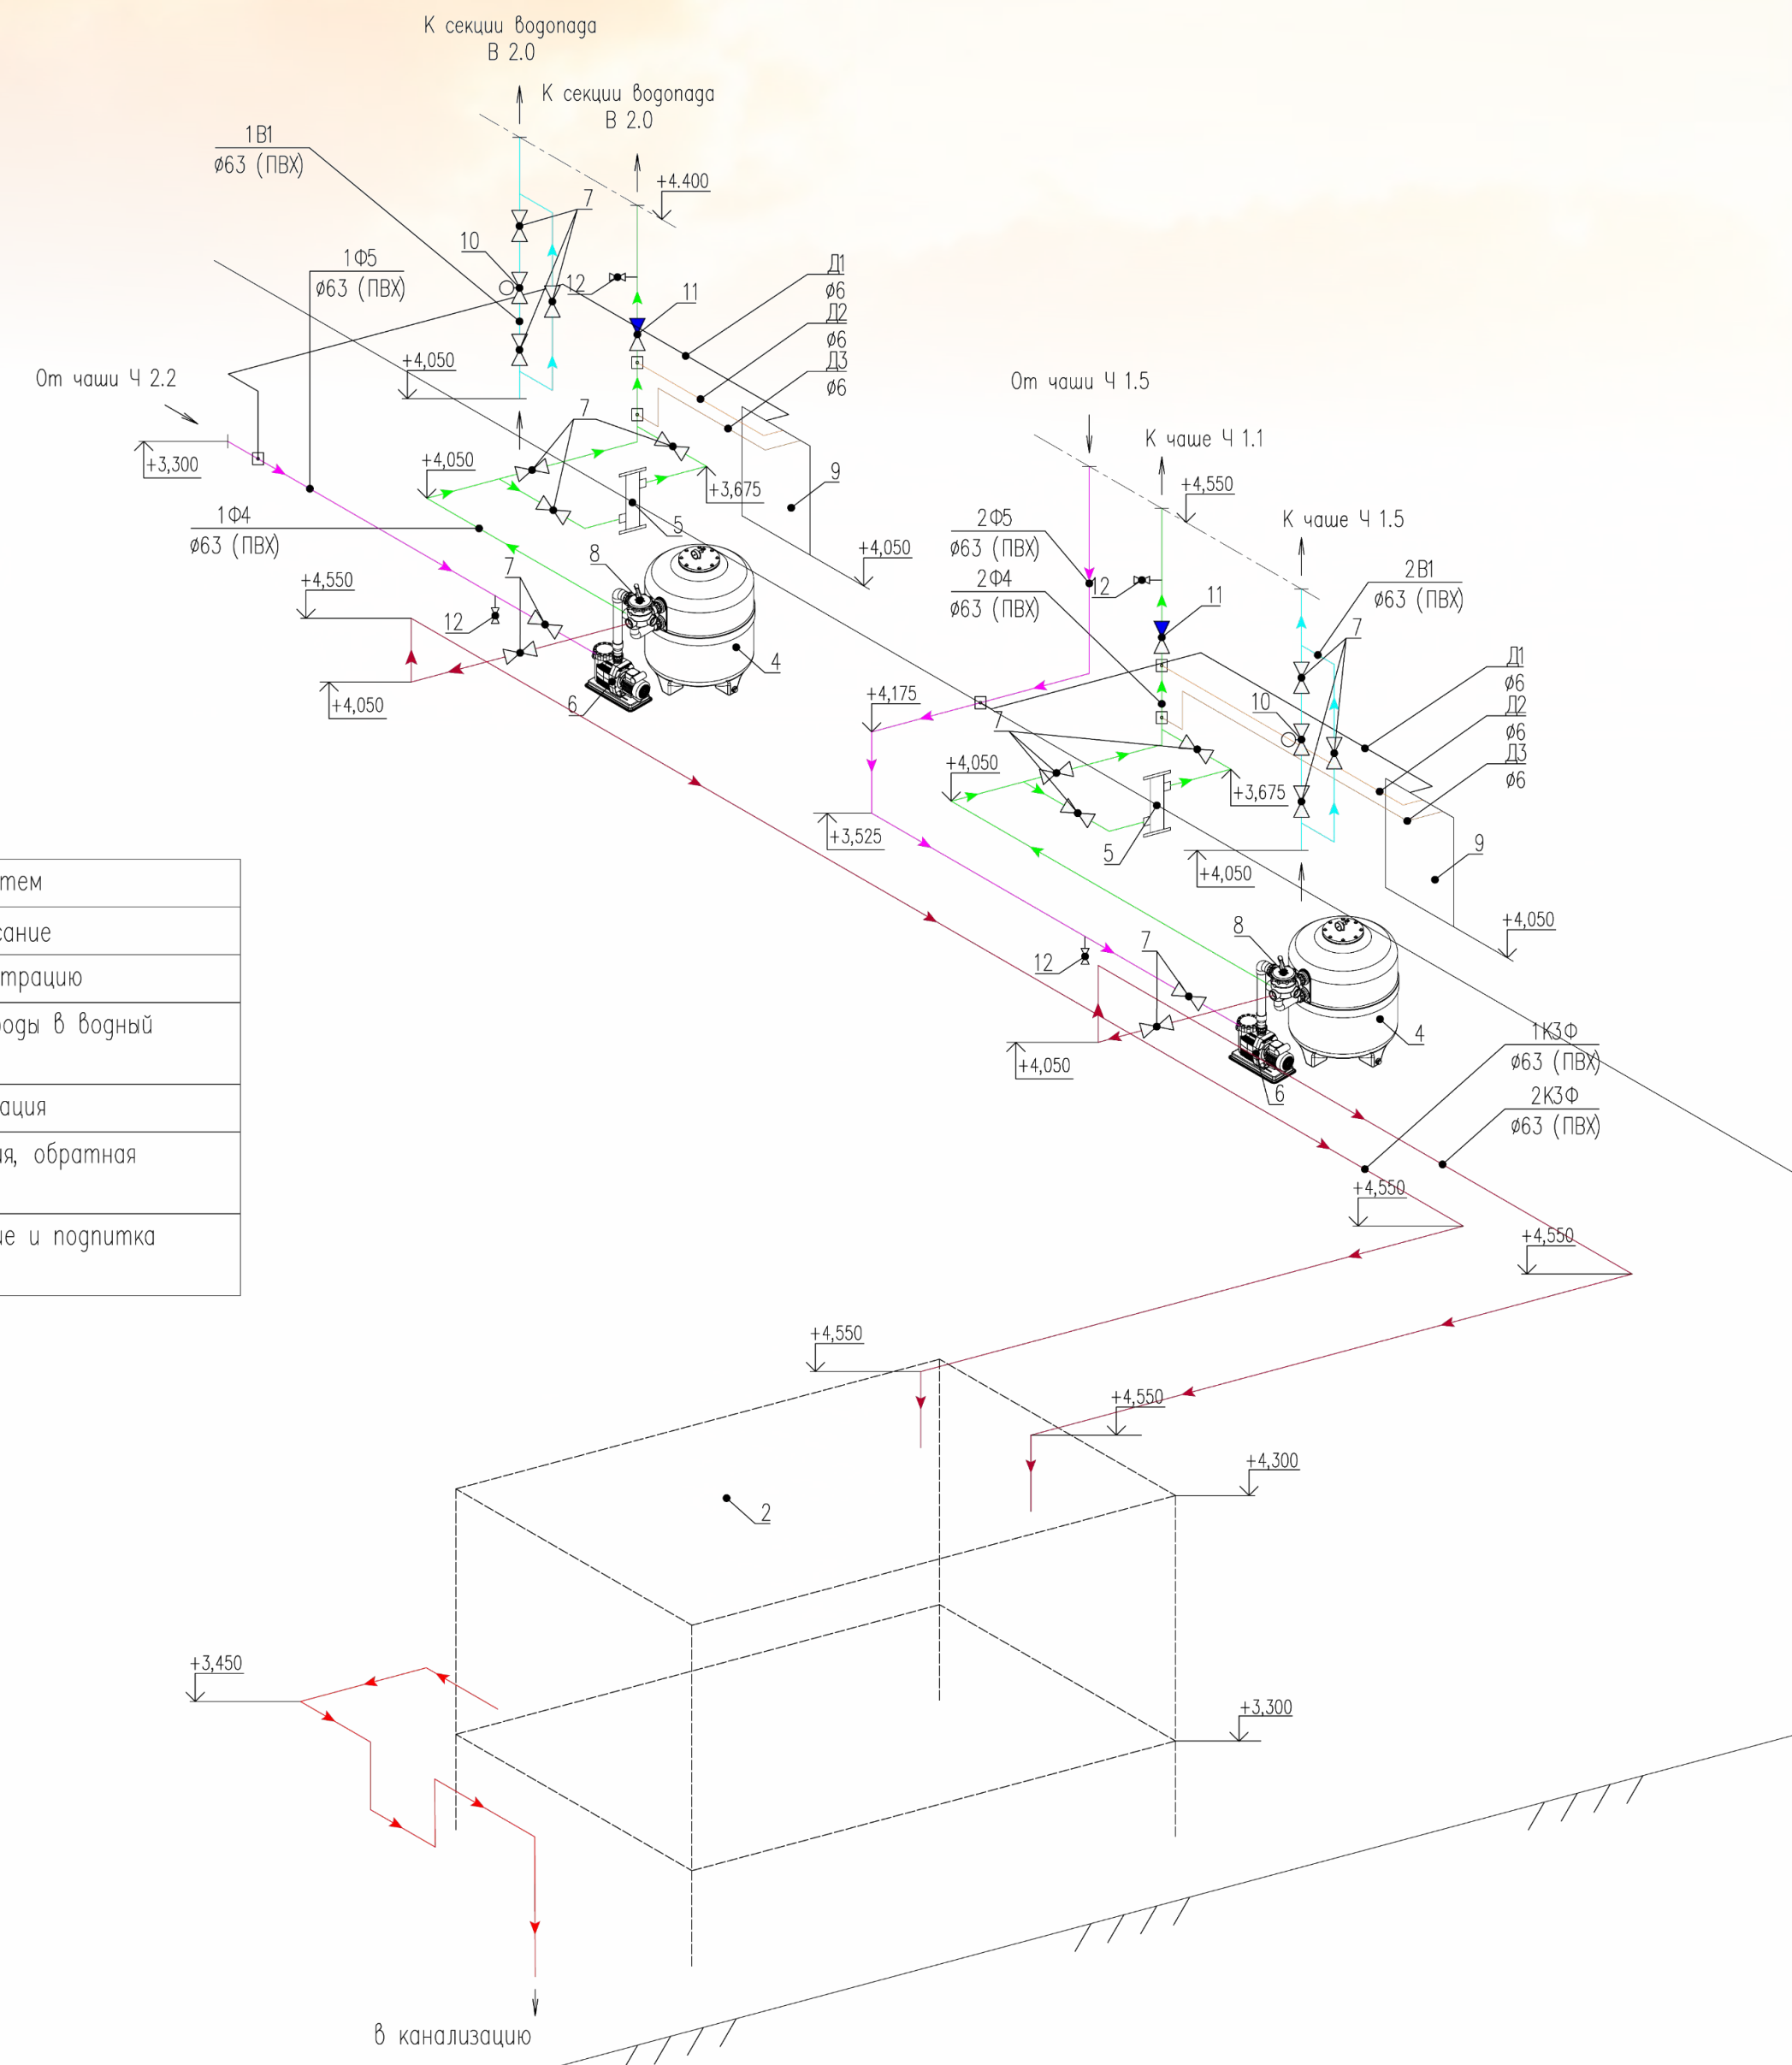 К секции водопада
В 2.0
К секции водопада
В 2.0
1В1
ø63 (ПВХ)
+4.400
7
10
1Ф5
ø63 (ПВХ)
12
11
Д1
ø6
Д2
ø6
Д3
ø6
+4,050
От чаши Ч 2.2
7
+3,300
+4,050
9
+3,675
5
1Ф4
ø63 (ПВХ)
+4,050
8
7
+4,550
12
4
+4,050
6
От чаши Ч 1.5
К чаше Ч 1.1
+4,550
К чаше Ч 1.5
2Ф5
ø63 (ПВХ)
2Ф4
ø63 (ПВХ)
12
11
2В1
ø63 (ПВХ)
7
Д1
ø6
Д2
ø6
Д3
ø6
+4,175
7
10
+4,050
+3,675
+3,525
5
+4,050
9
+4,050
8
7
12
4
+4,050
6
1К3Ф
ø63 (ПВХ)
2К3Ф
ø63 (ПВХ)
+4,550
+4,550
тем
сание
трацию
оды в водный
ация
ия, обратная
ие и подпитка
+4,550
+4,550
+4,300
2
+3,450
+3,300
в канализацию